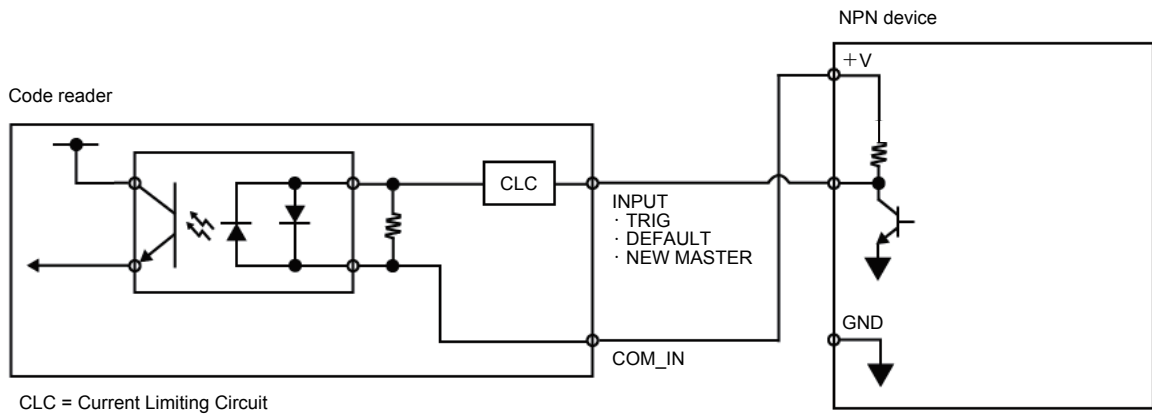 NPN device
+V
Code reader
CLC
INPUT
· TRIG
· DEFAULT
· NEW MASTER
GND
COM_IN
CLC = Current Limiting Circuit